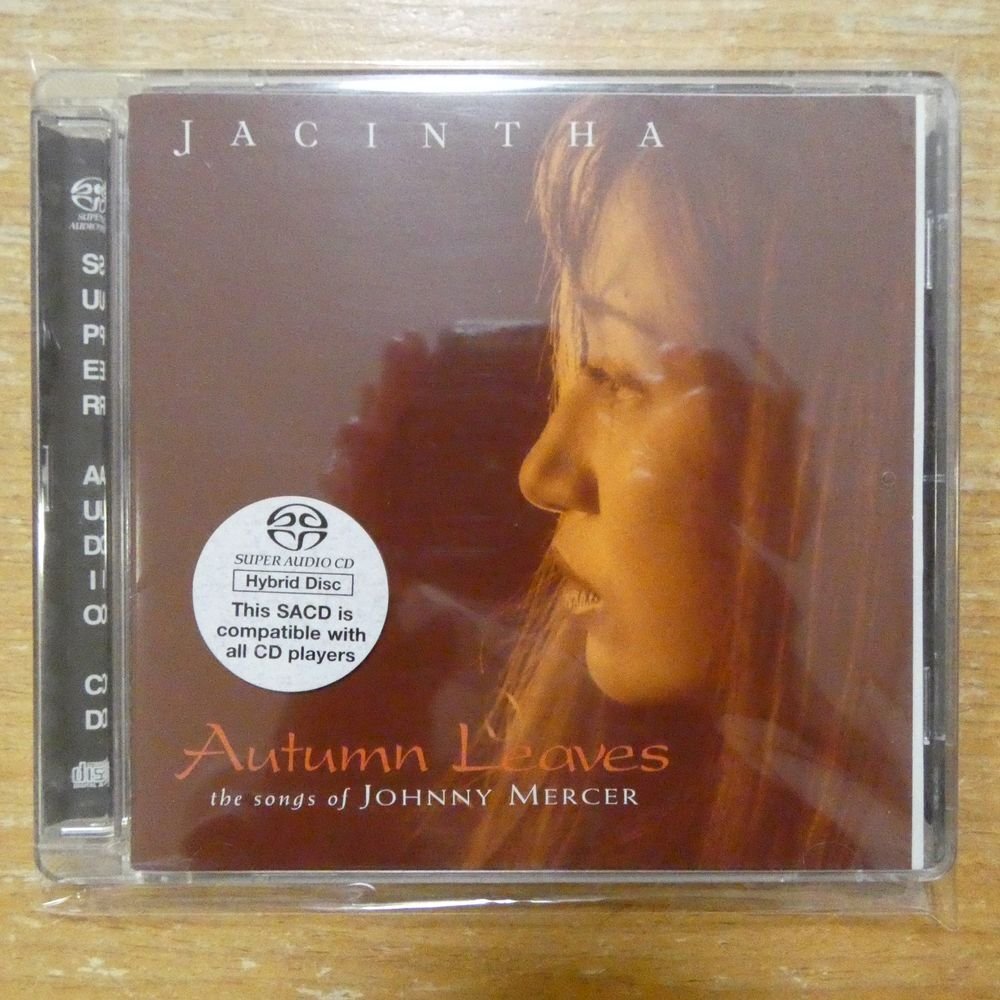 JACINTHA
SUPER AUDIO CD
SUPER AUDIO CD
Hybrid Disc
This SACD is
compatible with
all CD players
Autumn Leaves
the songs of JOHNNY MERCER